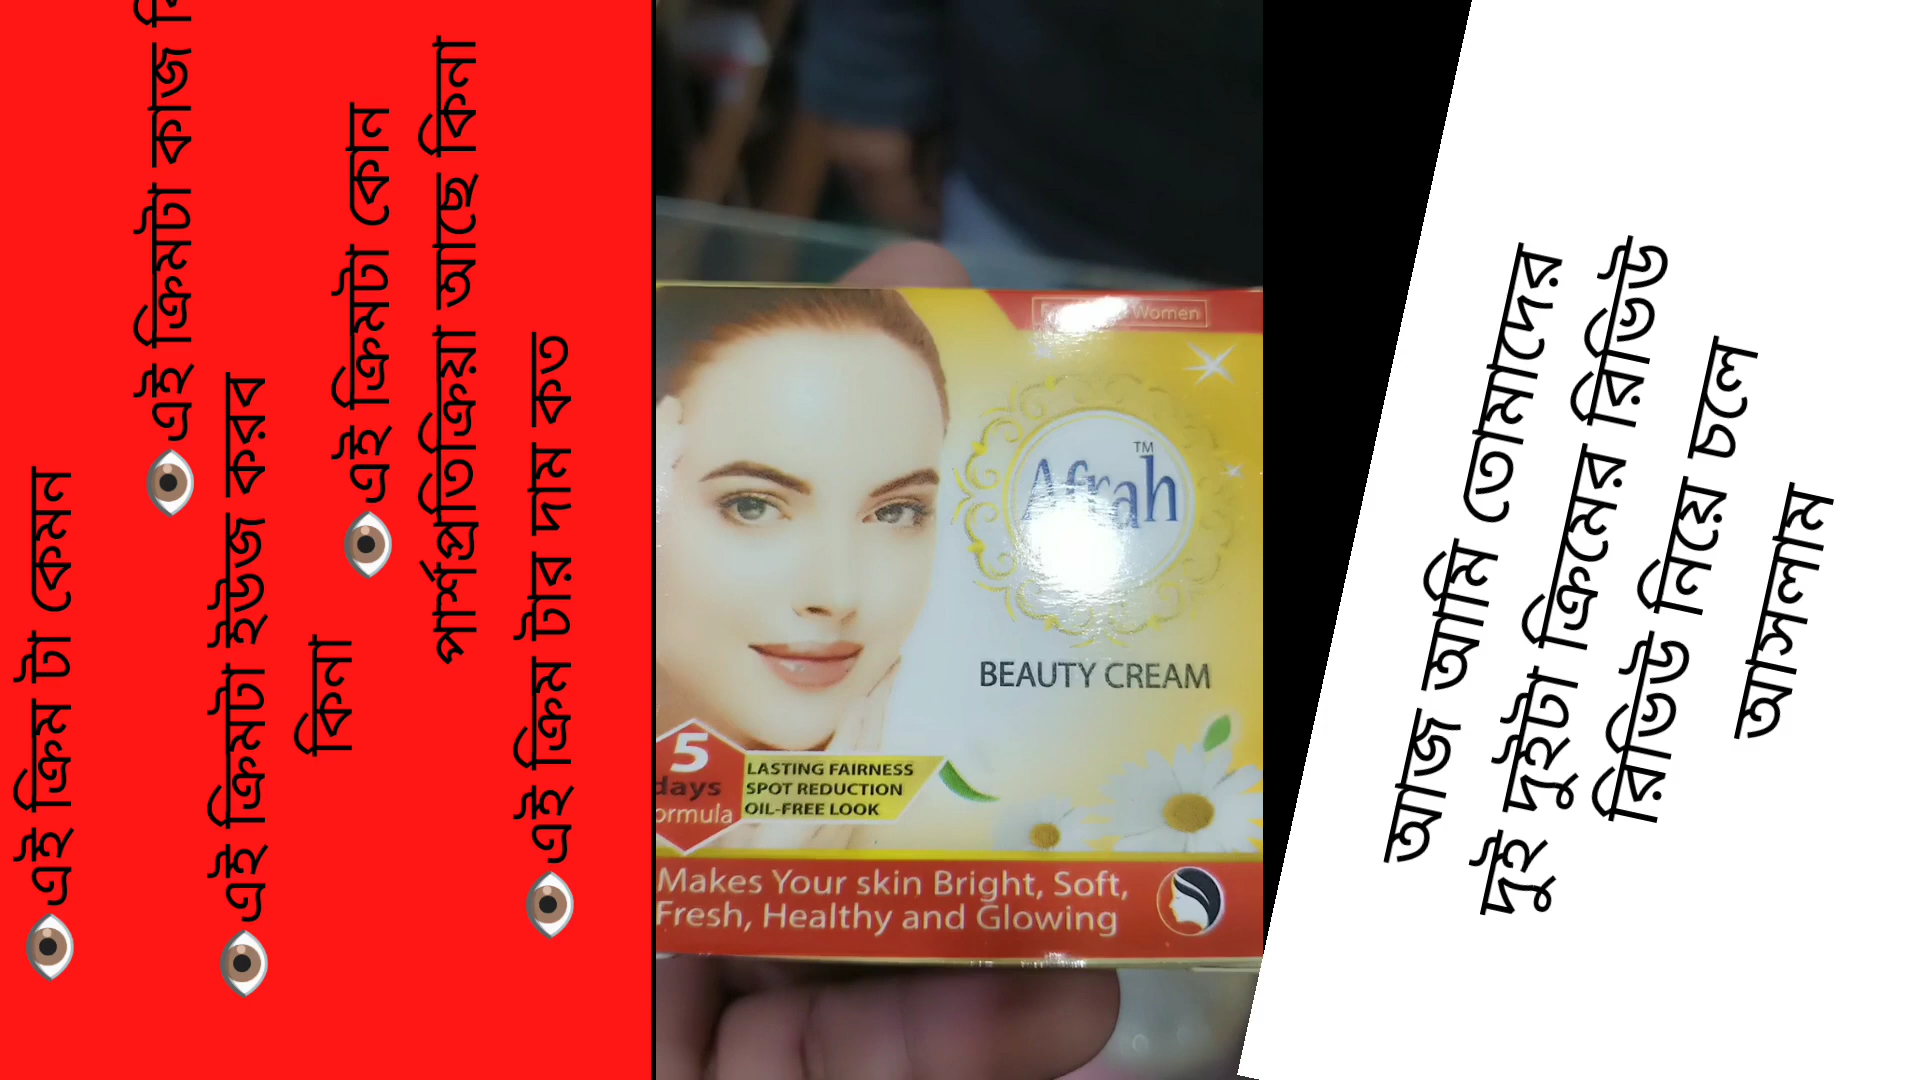 👁️এই ক্রিম টা কেমন
👁️এই ক্রিমটা কাজ
👁️এই ক্রিমটা ইউজ করব
কিনা
👁️এই ক্রিমটা কোন
পার্শপ্রতিক্রিয়া আছে কিনা
👁️এই ক্রিম টার দাম কত
Women
Afrah
TM
BEAUTY CREAM
5
days
ormula
LASTING FAIRNESS
SPOT REDUCTION
OIL-FREE LOOK
Makes Your skin Bright, Soft,
Fresh, Healthy and Glowing
আজ আমি তোমাদের
দুই দুইটা ক্রিমের রিভিউ
রিভিউ নিয়ে চলে
আসলাম